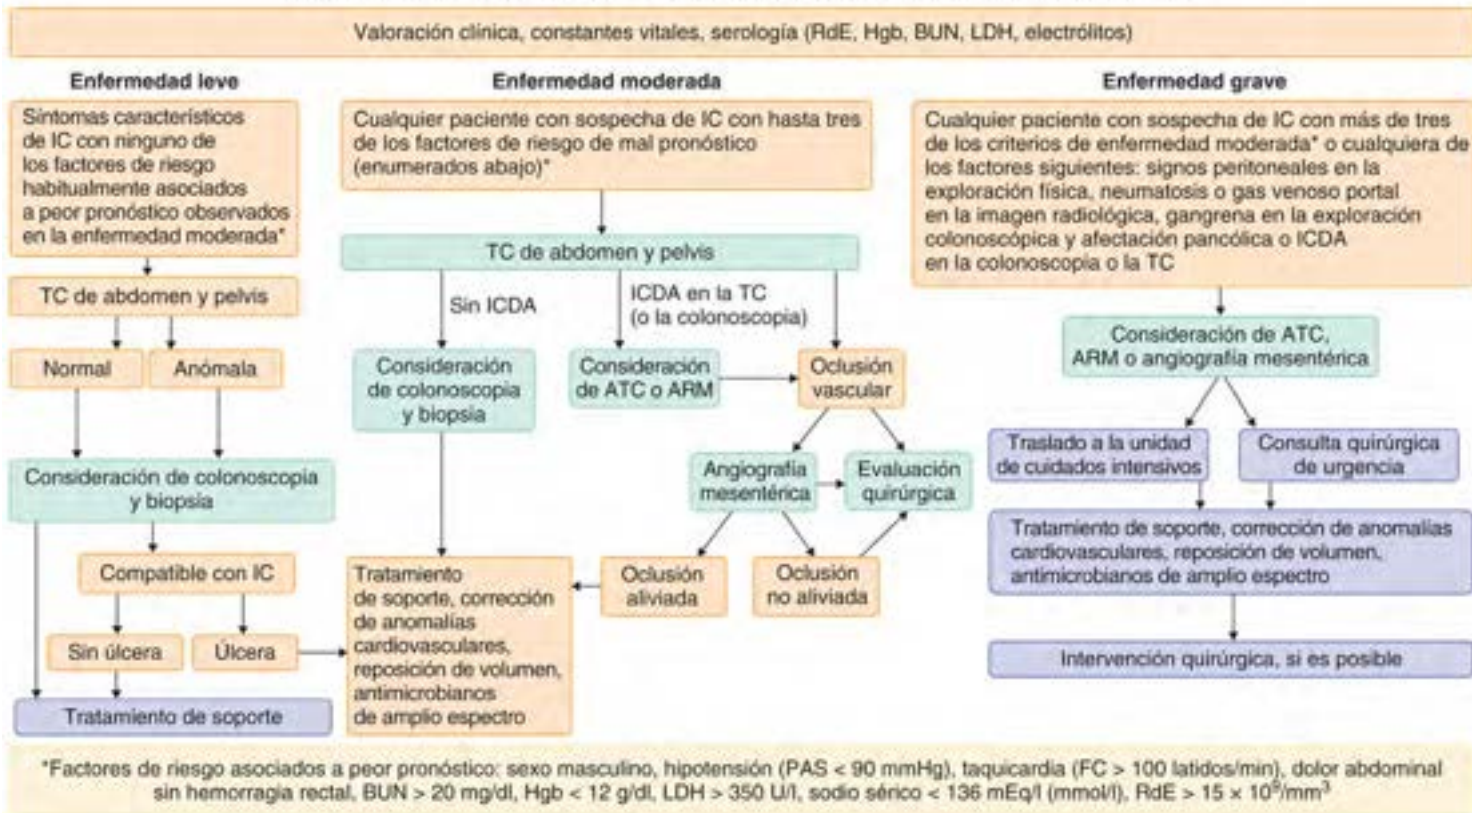 Valoración clínica, constantes vitales, serología (RdE, Hgb, BUN, LDH, electrólitos)
Enfermedad leve
Síntomas característicos
de IC con ninguno de
los factores de riesgo
habitualmente asociados
a peor pronóstico observados
en la enfermedad moderada*
TC de abdomen y pelvis
Normal
Anómala
Consideración de colonoscopia
y biopsia
Compatible con IC
Sin úlcera
Úlcera
Tratamiento de soporte
Enfermedad moderada
Cualquier paciente con sospecha de IC con hasta tres
de los factores de riesgo de mal pronóstico
(enumerados abajo)*
TC de abdomen y pelvis
Sin ICDA
ICDA en la TC
(o la colonoscopia)
Consideración
de colonoscopia
y biopsia
Consideración
de ATC o ARM
Oclusión
vascular
Angiografía
mesentérica
Evaluación
quirúrgica
Oclusión
aliviada
Oclusión
no aliviada
Tratamiento
de soporte, corrección
de anomalías
cardiovasculares,
reposición de volumen,
antimicrobianos
de amplio espectro
Enfermedad grave
Cualquier paciente con sospecha de IC con más de tres
de los criterios de enfermedad moderada* o cualquiera de
los factores siguientes: signos peritoneales en la
exploración física, neumatosis o gas venoso portal
en la imagen radiológica, gangrena en la exploración
colonoscópica y afectación pancólica o ICDA
en la colonoscopia o la TC
Consideración de ATC,
ARM o angiografía mesentérica
Traslado a la unidad
de cuidados intensivos
Consulta quirúrgica
de urgencia
Tratamiento de soporte, corrección de anomalías
cardiovasculares, reposición de volumen,
antimicrobianos de amplio espectro
Intervención quirúrgica, si es posible
*Factores de riesgo asociados a peor pronóstico: sexo masculino, hipotensión (PAS < 90 mmHg), taquicardia (FC > 100 latidos/min), dolor abdominal
sin hemorragia rectal, BUN > 20 mg/dl, Hgb < 12 g/dl, LDH > 350 U/l, sodio sérico < 136 mEq/l (mmol/l), RdE > 15 ×